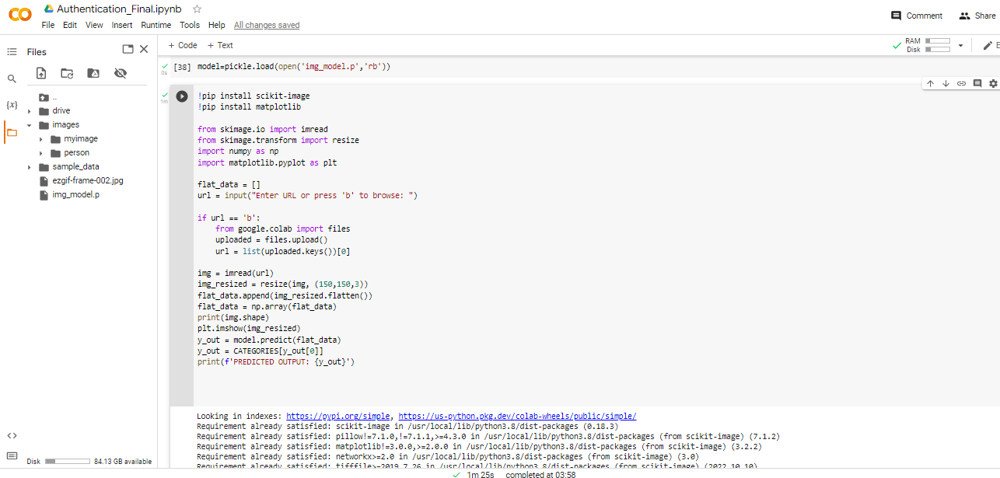 CO Authentication_Final.ipynb
File Edit View Insert Runtime Tools Help All changes saved
Comment Share
Files
+ Code + Text
RAM
Disk
..
drive
images
myimage
person
sample_data
ezgif-frame-002.jpg
img_model.p
{x}
<>
Disk 84.13 GB available
0s
[38] model=pickle.load(open('img_model.p','rb'))
1m
!pip install scikit-image
!pip install matplotlib
from skimage.io import imread
from skimage.transform import resize
import numpy as np
import matplotlib.pyplot as plt
flat_data = []
url = input("Enter URL or press 'b' to browse: ")
if url == 'b':
    from google.colab import files
    uploaded = files.upload()
    url = list(uploaded.keys())[0]
img = imread(url)
img_resized = resize(img, (150,150,3))
flat_data.append(img_resized.flatten())
flat_data = np.array(flat_data)
print(img.shape)
plt.imshow(img_resized)
y_out = model.predict(flat_data)
y_out = CATEGORIES[y_out[0]]
print(f'PREDICTED OUTPUT: {y_out}')
Looking in indexes: https://pypi.org/simple, https://us-python.pkg.dev/colab-wheels/public/simple/
Requirement already satisfied: scikit-image in /usr/local/lib/python3.8/dist-packages (0.18.3)
Requirement already satisfied: pillow!=7.1.0,!=7.1.1,>=4.3.0 in /usr/local/lib/python3.8/dist-packages (from scikit-image) (7.1.2)
Requirement already satisfied: matplotlib!=3.0.0,>=2.0.0 in /usr/local/lib/python3.8/dist-packages (from scikit-image) (3.2.2)
Requirement already satisfied: networkx>=2.0 in /usr/local/lib/python3.8/dist-packages (from scikit-image) (3.0)
Requirement already satisfied: tifffile>=2019.7.26 in /usr/local/lib/python3.8/dist-packages (from scikit-image) (2022.10.10)
1m 25s completed at 03:58